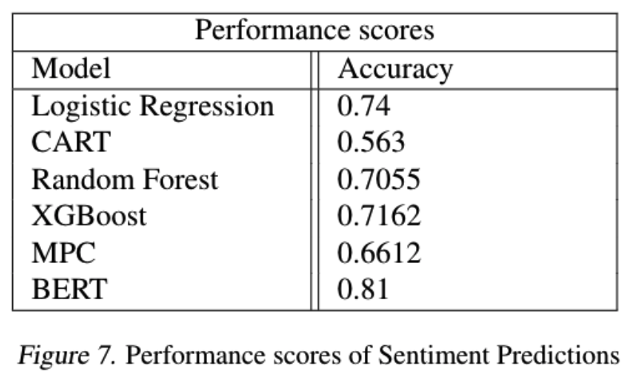 Performance scores
Model Accuracy
Logistic Regression 0.74
CART 0.563
Random Forest 0.7055
XGBoost 0.7162
MPC 0.6612
BERT 0.81
Figure 7. Performance scores of Sentiment Predictions